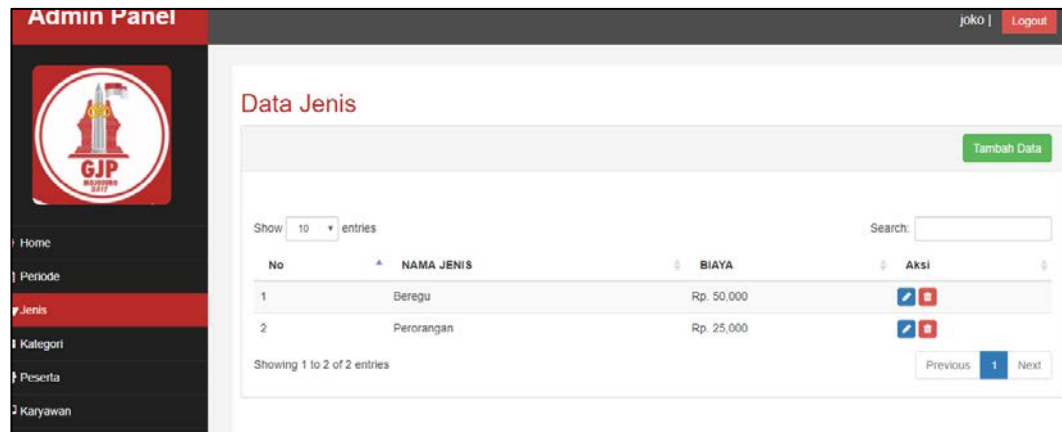 Admin Panel
joko | Logout
GJP
MOJOSURO
2017
Home
Periode
Jenis
Kategori
Peserta
Karyawan
Data Jenis
Tambah Data
Show 10 entries
Search:
No NAMA JENIS BIAYA Aksi
1 Beregu Rp. 50,000
2 Perorangan Rp. 25,000
Showing 1 to 2 of 2 entries
Previous 1 Next